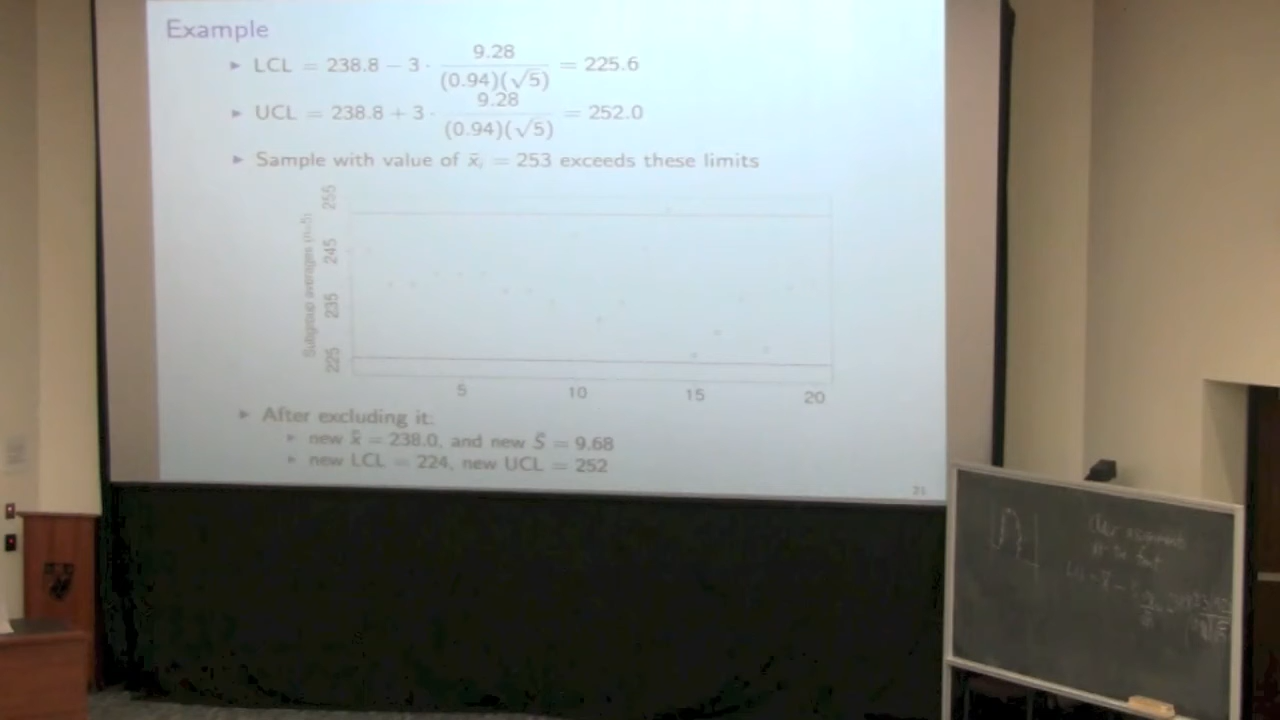 Example
► LCL = 238.8 − 3 · 9.28 / (0.94)(√5) = 225.6
► UCL = 238.8 + 3 · 9.28 / (0.94)(√5) = 252.0
► Sample with value of x̄ᵢ = 253 exceeds these limits
Subgroup averages (n=5)
255
245
235
225
5 10 15 20
► After excluding it:
► new x̿ = 238.0, and new S̄ = 9.68
► new LCL = 224, new UCL = 252
21